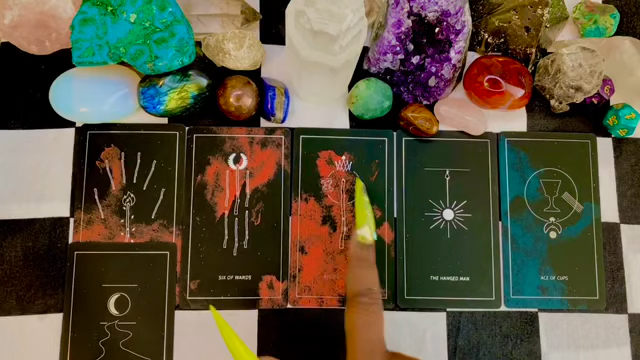 SIX OF WANDS
THE HANGED MAN
ACE OF CUPS